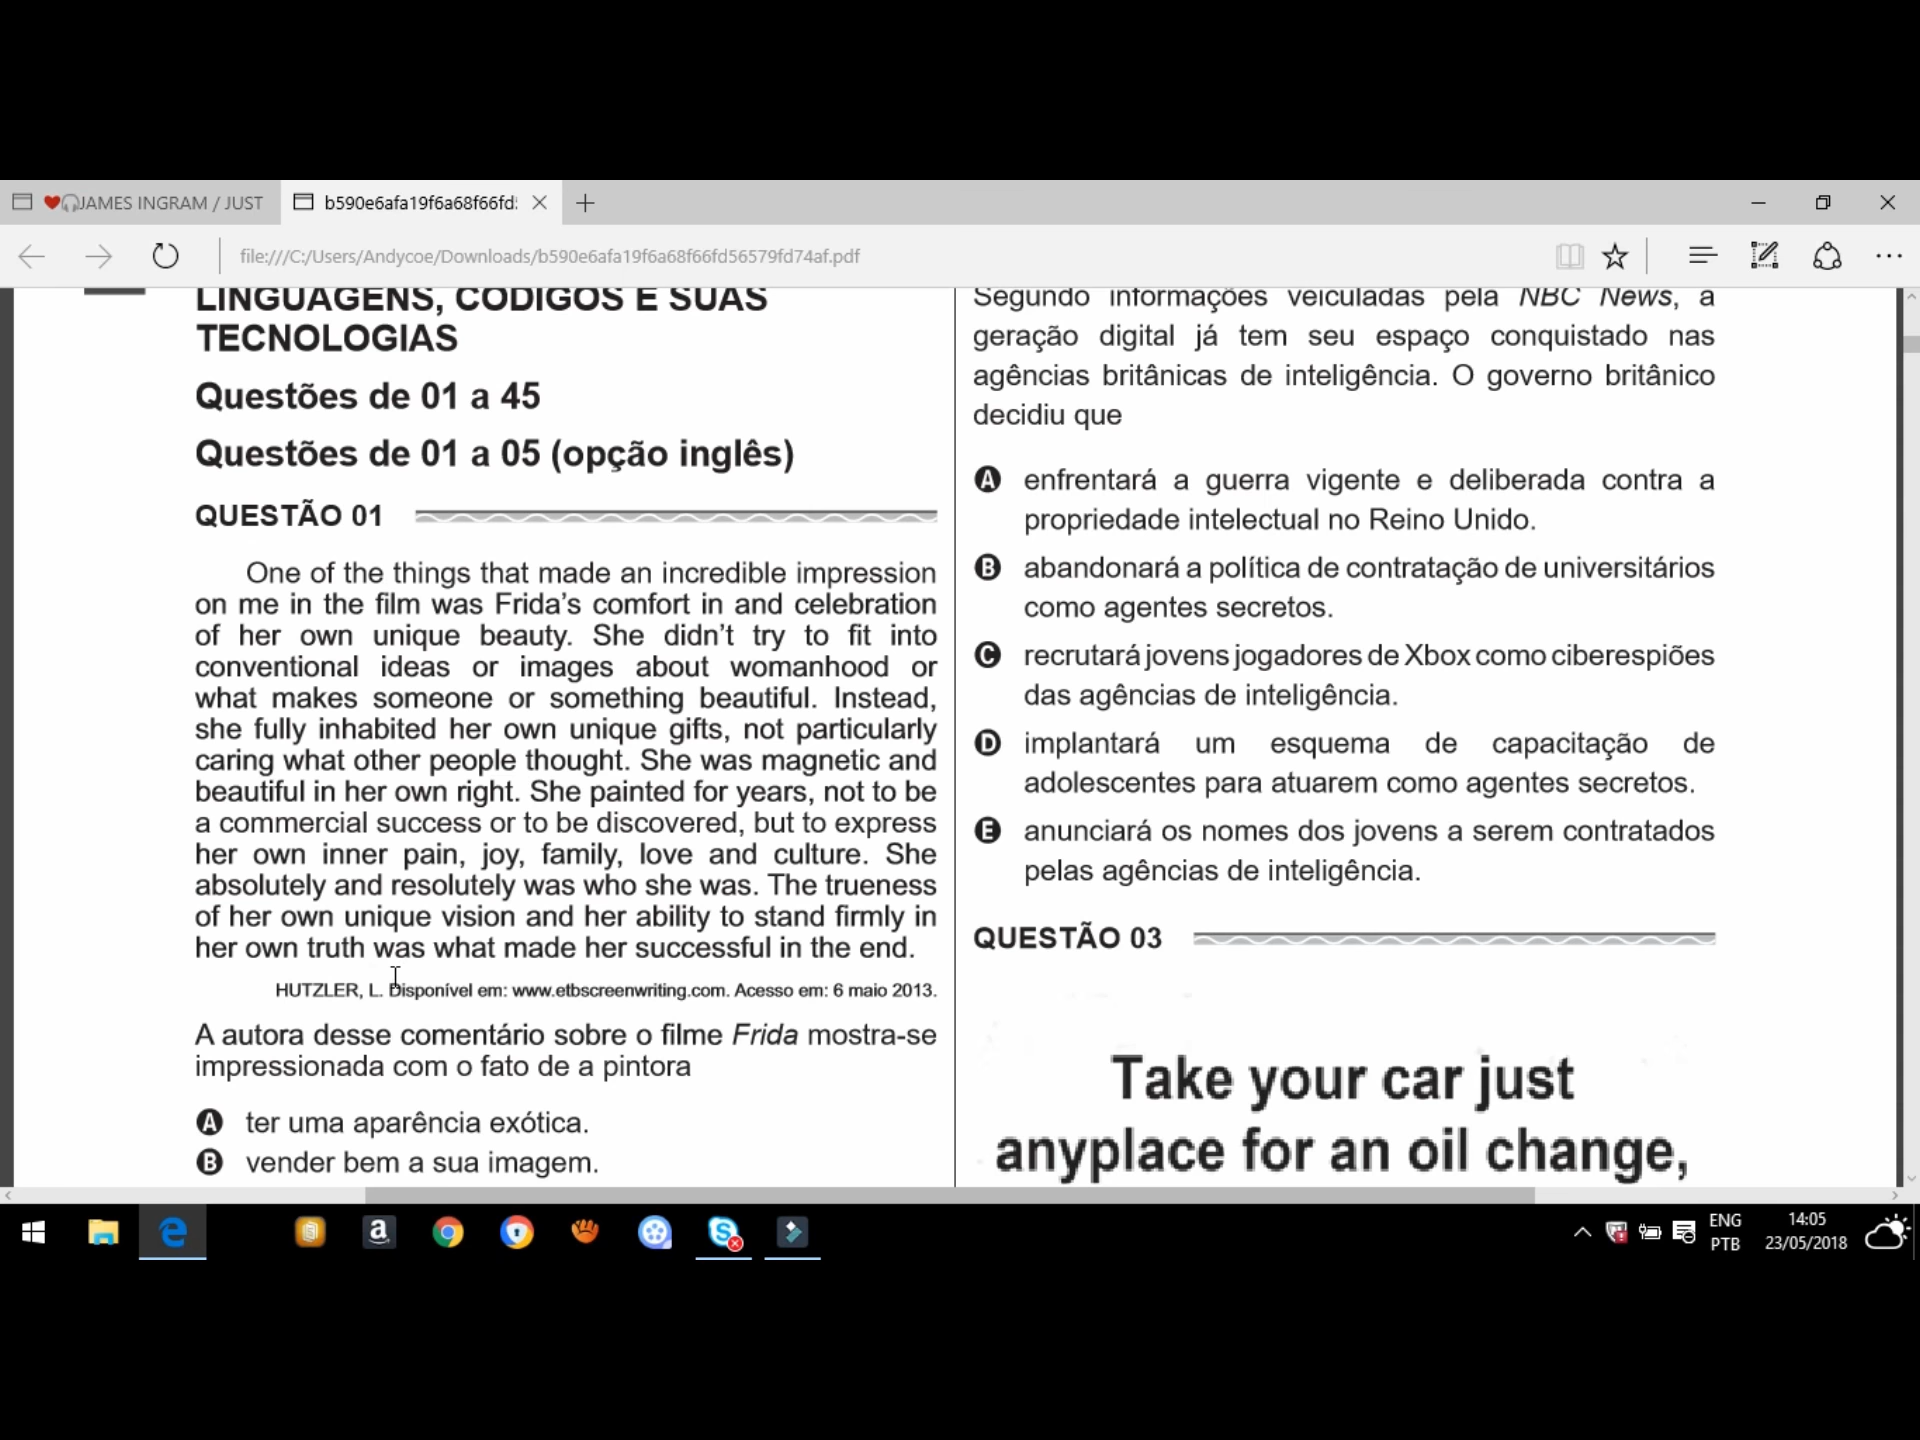 ❤️🎧JAMES INGRAM / JUST
b590e6afa19f6a68f66fd
file:///C:/Users/Andycoe/Downloads/b590e6afa19f6a68f66fd56579fd74af.pdf
LINGUAGENS, CÓDIGOS E SUAS
TECNOLOGIAS
Questões de 01 a 45
Questões de 01 a 05 (opção inglês)
QUESTÃO 01
One of the things that made an incredible impression
on me in the film was Frida's comfort in and celebration
of her own unique beauty. She didn't try to fit into
conventional ideas or images about womanhood or
what makes someone or something beautiful. Instead,
she fully inhabited her own unique gifts, not particularly
caring what other people thought. She was magnetic and
beautiful in her own right. She painted for years, not to be
a commercial success or to be discovered, but to express
her own inner pain, joy, family, love and culture. She
absolutely and resolutely was who she was. The trueness
of her own unique vision and her ability to stand firmly in
her own truth was what made her successful in the end.
HUTZLER, L. Disponível em: www.etbscreenwriting.com. Acesso em: 6 maio 2013.
A autora desse comentário sobre o filme Frida mostra-se
impressionada com o fato de a pintora
A ter uma aparência exótica.
B vender bem a sua imagem.
Segundo informações veiculadas pela NBC News, a
geração digital já tem seu espaço conquistado nas
agências britânicas de inteligência. O governo britânico
decidiu que
A enfrentará a guerra vigente e deliberada contra a
propriedade intelectual no Reino Unido.
B abandonará a política de contratação de universitários
como agentes secretos.
C recrutará jovens jogadores de Xbox como ciberespiões
das agências de inteligência.
D implantará um esquema de capacitação de
adolescentes para atuarem como agentes secretos.
E anunciará os nomes dos jovens a serem contratados
pelas agências de inteligência.
QUESTÃO 03
Take your car just
anyplace for an oil change,
ENG
PTB
14:05
23/05/2018